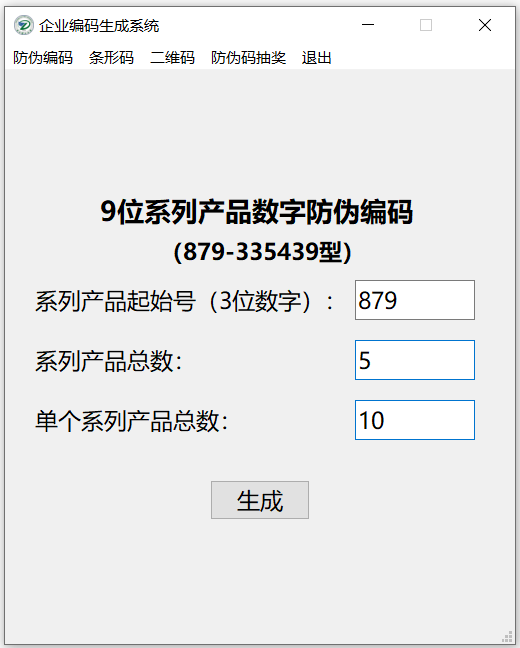 企业编码生成系统
防伪编码 条形码 二维码 防伪码抽奖 退出
9位系列产品数字防伪编码
（879-335439型）
系列产品起始号（3位数字）： 879
系列产品总数： 5
单个系列产品总数： 10
生成